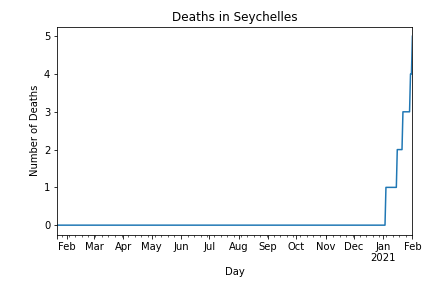 Deaths in Seychelles
Number of Deaths
5
4
3
2
1
0
Feb Mar Apr May Jun Jul Aug Sep Oct Nov Dec Jan Feb
2021
Day